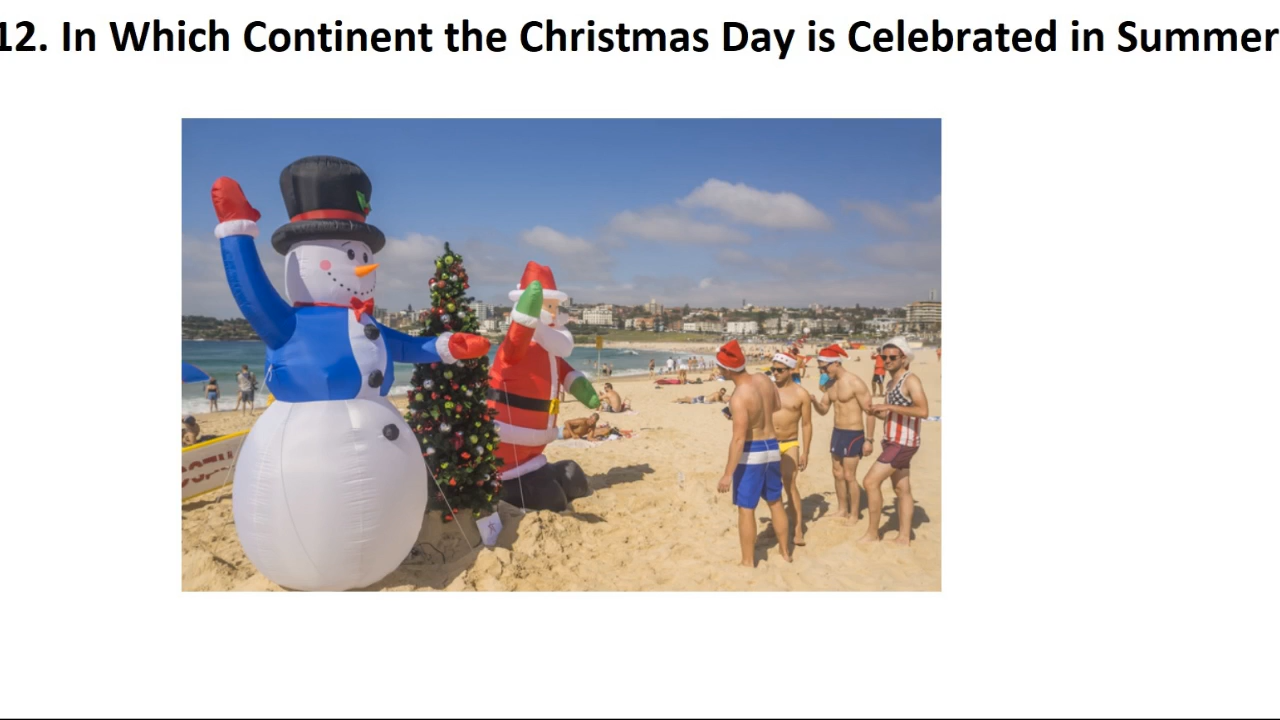 12. In Which Continent the Christmas Day is Celebrated in Summer